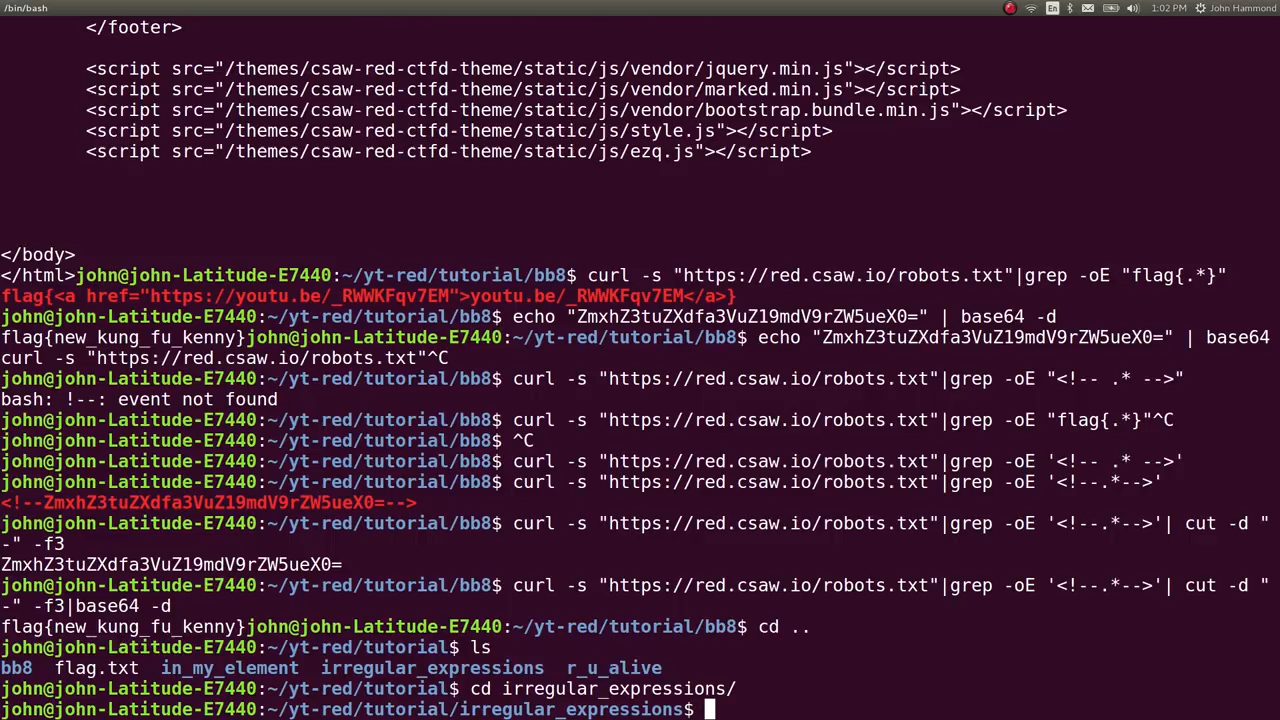 /bin/bash En 1:02 PM John Hammond
</footer>
<script src="/themes/csaw-red-ctfd-theme/static/js/vendor/jquery.min.js"></script>
<script src="/themes/csaw-red-ctfd-theme/static/js/vendor/marked.min.js"></script>
<script src="/themes/csaw-red-ctfd-theme/static/js/vendor/bootstrap.bundle.min.js"></script>
<script src="/themes/csaw-red-ctfd-theme/static/js/style.js"></script>
<script src="/themes/csaw-red-ctfd-theme/static/js/ezq.js"></script>
</body>
</html>john@john-Latitude-E7440:~/yt-red/tutorial/bb8$ curl -s "https://red.csaw.io/robots.txt"|grep -oE "flag{.*}"
flag{<a href="https://youtu.be/_RWWKFqv7EM">youtu.be/_RWWKFqv7EM</a>}
john@john-Latitude-E7440:~/yt-red/tutorial/bb8$ echo "ZmxhZ3tuZXdfa3VuZ19mdV9rZW5ueX0=" | base64 -d
flag{new_kung_fu_kenny}john@john-Latitude-E7440:~/yt-red/tutorial/bb8$ echo "ZmxhZ3tuZXdfa3VuZ19mdV9rZW5ueX0=" | base64
curl -s "https://red.csaw.io/robots.txt"^C
john@john-Latitude-E7440:~/yt-red/tutorial/bb8$ curl -s "https://red.csaw.io/robots.txt"|grep -oE "<!-- .* -->"
bash: !--: event not found
john@john-Latitude-E7440:~/yt-red/tutorial/bb8$ curl -s "https://red.csaw.io/robots.txt"|grep -oE "flag{.*}"^C
john@john-Latitude-E7440:~/yt-red/tutorial/bb8$ ^C
john@john-Latitude-E7440:~/yt-red/tutorial/bb8$ curl -s "https://red.csaw.io/robots.txt"|grep -oE '<!-- .* -->'
john@john-Latitude-E7440:~/yt-red/tutorial/bb8$ curl -s "https://red.csaw.io/robots.txt"|grep -oE '<!--.*-->'
<!--ZmxhZ3tuZXdfa3VuZ19mdV9rZW5ueX0=-->
john@john-Latitude-E7440:~/yt-red/tutorial/bb8$ curl -s "https://red.csaw.io/robots.txt"|grep -oE '<!--.*-->'| cut -d "
-" -f3
ZmxhZ3tuZXdfa3VuZ19mdV9rZW5ueX0=
john@john-Latitude-E7440:~/yt-red/tutorial/bb8$ curl -s "https://red.csaw.io/robots.txt"|grep -oE '<!--.*-->'| cut -d "
-" -f3|base64 -d
flag{new_kung_fu_kenny}john@john-Latitude-E7440:~/yt-red/tutorial/bb8$ cd ..
john@john-Latitude-E7440:~/yt-red/tutorial$ ls
bb8 flag.txt in_my_element irregular_expressions r_u_alive
john@john-Latitude-E7440:~/yt-red/tutorial$ cd irregular_expressions/
john@john-Latitude-E7440:~/yt-red/tutorial/irregular_expressions$